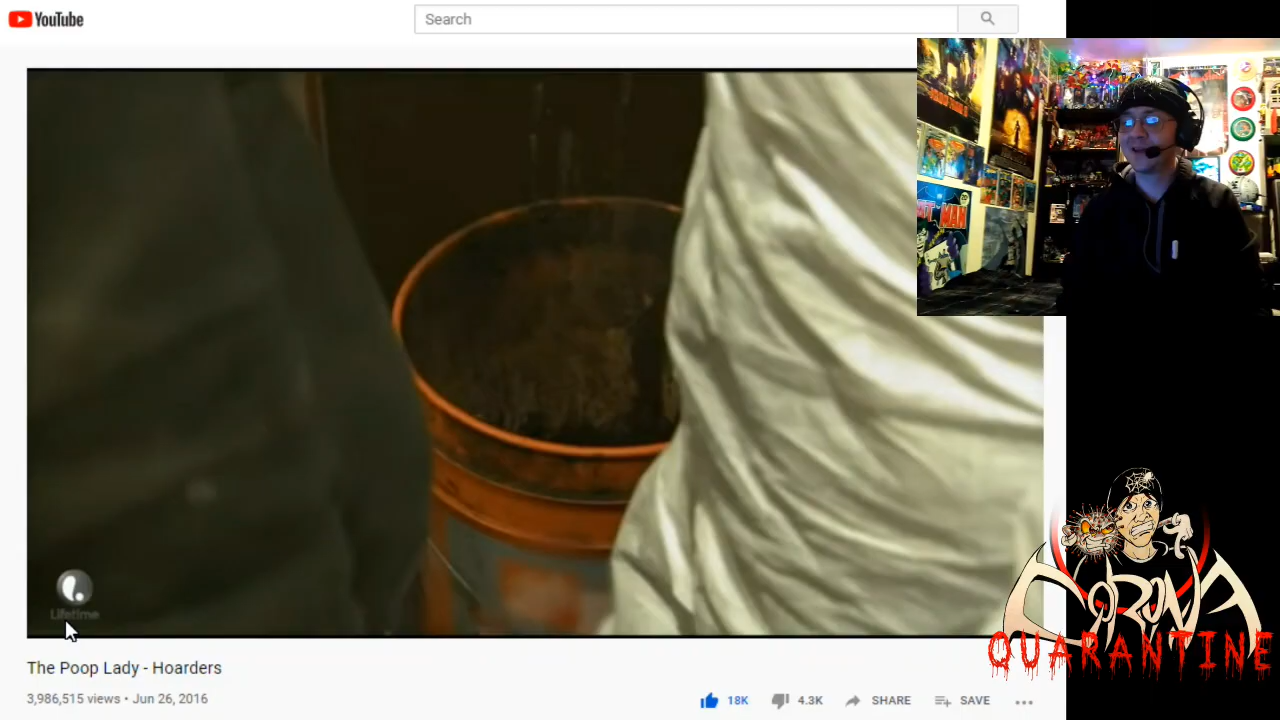 YouTube
Search
MAN
Lifetime
The Poop Lady - Hoarders
3,986,515 views • Jun 26, 2016
18K
4.3K
SHARE
SAVE
CORONA
QUARANTINE